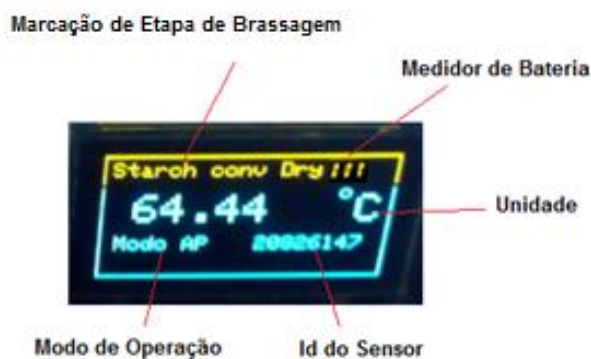 Marcação de Etapa de Brassagem
Medidor de Bateria
Starch conv Dry
64.44 °C
Unidade
Modo AP 20826147
Modo de Operação
Id do Sensor